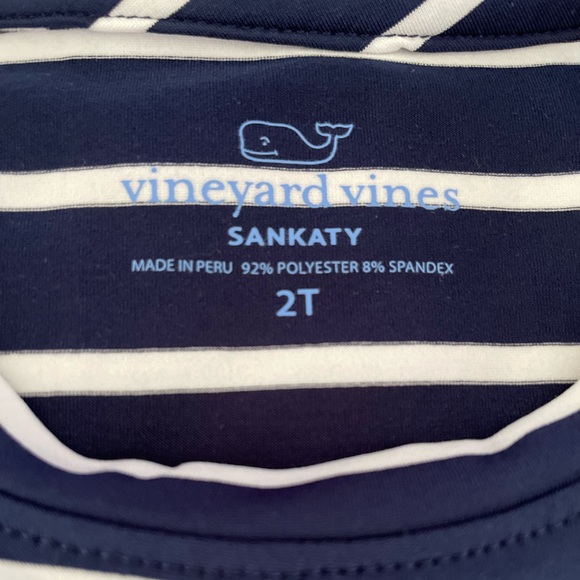 vineyard vines
SANKATY
MADE IN PERU 92% POLYESTER 8% SPANDEX
2T